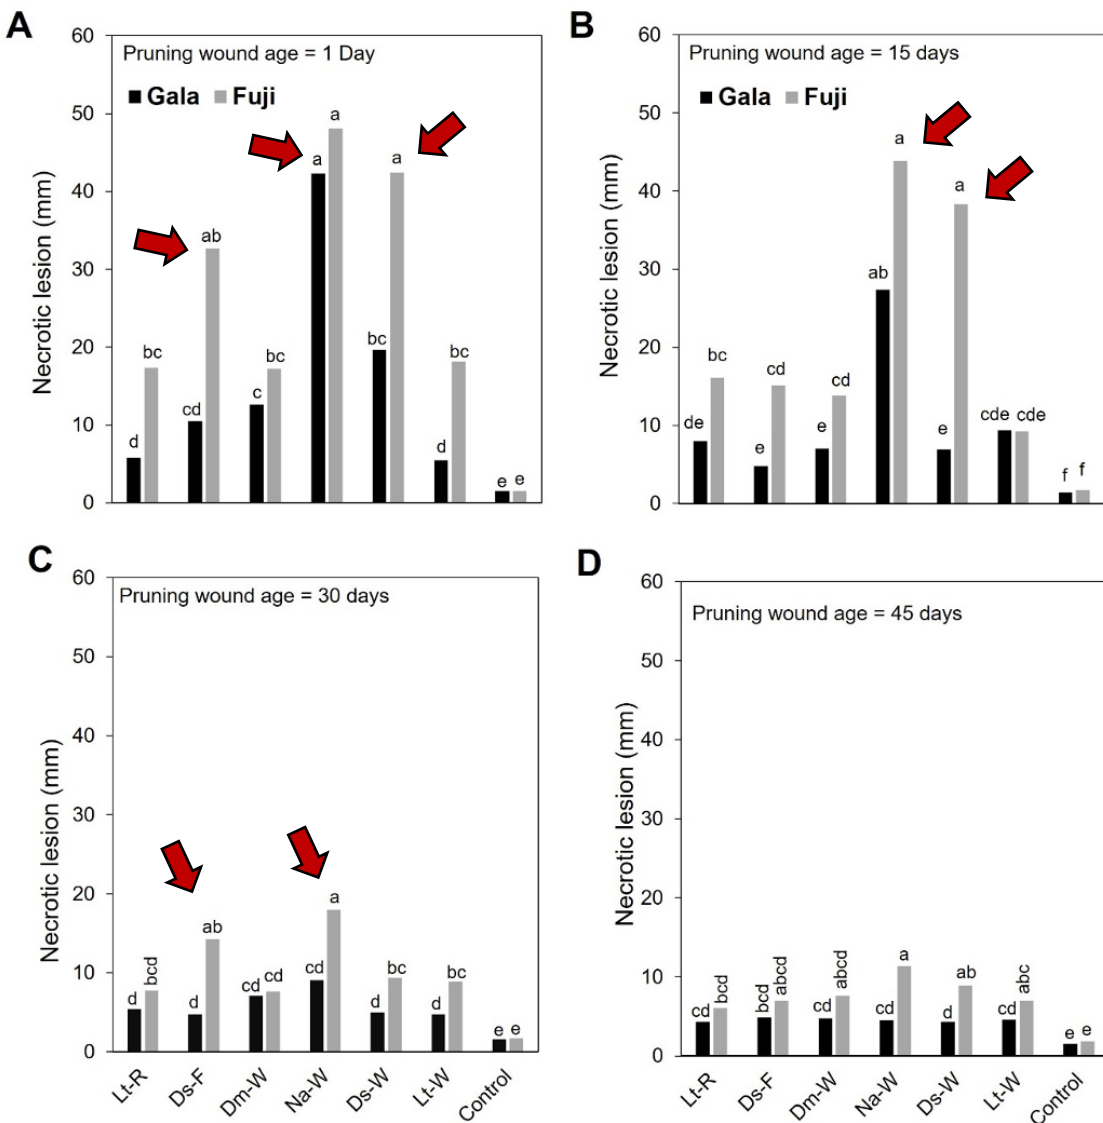 A
60
50
40
30
20
10
0
Necrotic lesion (mm)
Pruning wound age = 1 Day
Gala Fuji
d bc
cd ab
c bc
a a
bc a
d bc
e e
B
60
50
40
30
20
10
0
Necrotic lesion (mm)
Pruning wound age = 15 days
Gala Fuji
de bc
e cd
e cd
ab a
e a
cde cde
f f
C
60
50
40
30
20
10
0
Necrotic lesion (mm)
Pruning wound age = 30 days
d bcd
d ab
cd cd
cd a
d bc
d bc
e e
Lt-R
Ds-F
Dm-W
Na-W
Ds-W
Lt-W
Control
D
60
50
40
30
20
10
0
Necrotic lesion (mm)
Pruning wound age = 45 days
cd bcd
bcd abcd
cd abcd
cd a
d ab
cd abc
e e
Lt-R
Ds-F
Dm-W
Na-W
Ds-W
Lt-W
Control